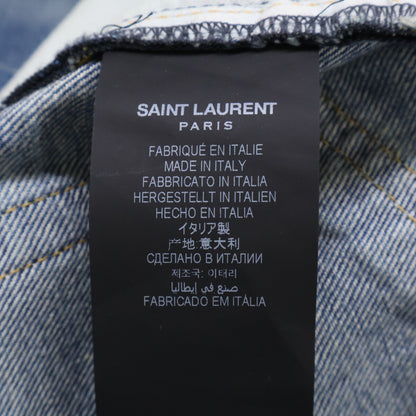 SAINT LAURENT
PARIS
FABRIQUÉ EN ITALIE
MADE IN ITALY
FABBRICATO IN ITALIA
HERGESTELLT IN ITALIEN
HECHO EN ITALIA
イタリア製
产地:意大利
СДЕЛАНО В ИТАЛИИ
제조국: 이태리
صنع في إيطاليا
FABRICADO EM ITÀLIA